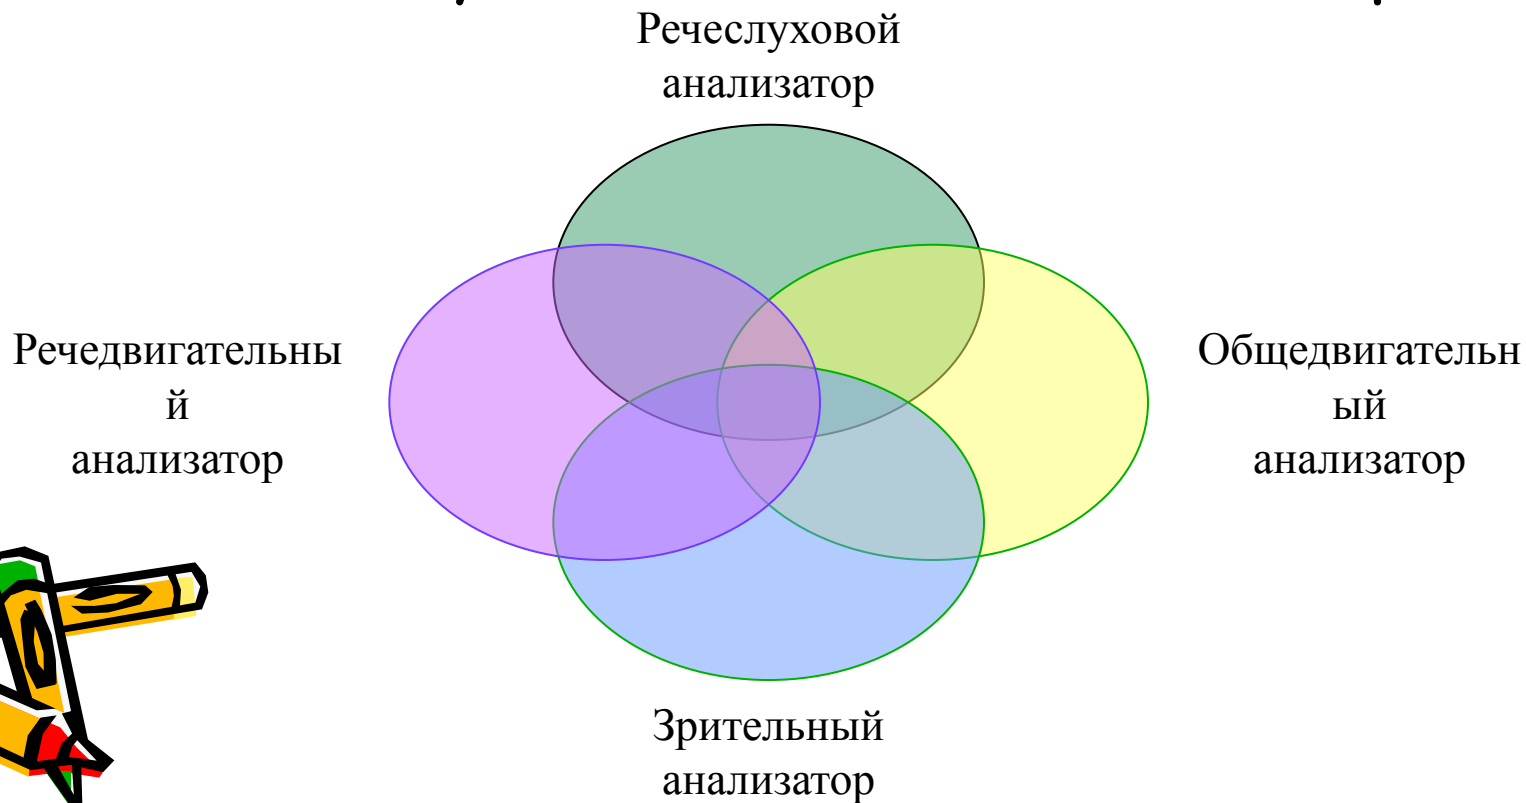 Речеслуховой
анализатор
Речедвигательны
й
анализатор
Общедвигательн
ый
анализатор
Зрительный
анализатор